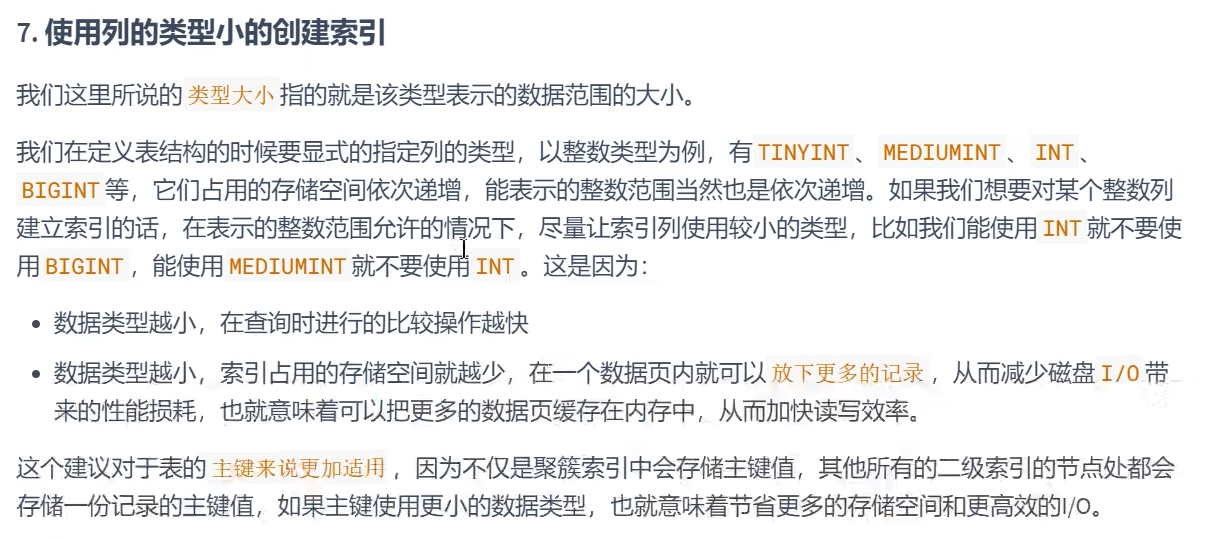 7. 使用列的类型小的创建索引
我们这里所说的 类型大小 指的就是该类型表示的数据范围的大小。
我们在定义表结构的时候要显式的指定列的类型，以整数类型为例，有 TINYINT 、 MEDIUMINT 、 INT 、
BIGINT 等，它们占用的存储空间依次递增，能表示的整数范围当然也是依次递增。如果我们想要对某个整数列
建立索引的话，在表示的整数范围允许的情况下，尽量让索引列使用较小的类型，比如我们能使用 INT 就不要使
用 BIGINT ，能使用 MEDIUMINT 就不要使用 INT 。这是因为：
• 数据类型越小，在查询时进行的比较操作越快
• 数据类型越小，索引占用的存储空间就越少，在一个数据页内就可以 放下更多的记录 ，从而减少磁盘 I/O 带
来的性能损耗，也就意味着可以把更多的数据页缓存在内存中，从而加快读写效率。
这个建议对于表的 主键来说更加适用 ，因为不仅是聚簇索引中会存储主键值，其他所有的二级索引的节点处都会
存储一份记录的主键值，如果主键使用更小的数据类型，也就意味着节省更多的存储空间和更高效的I/O。